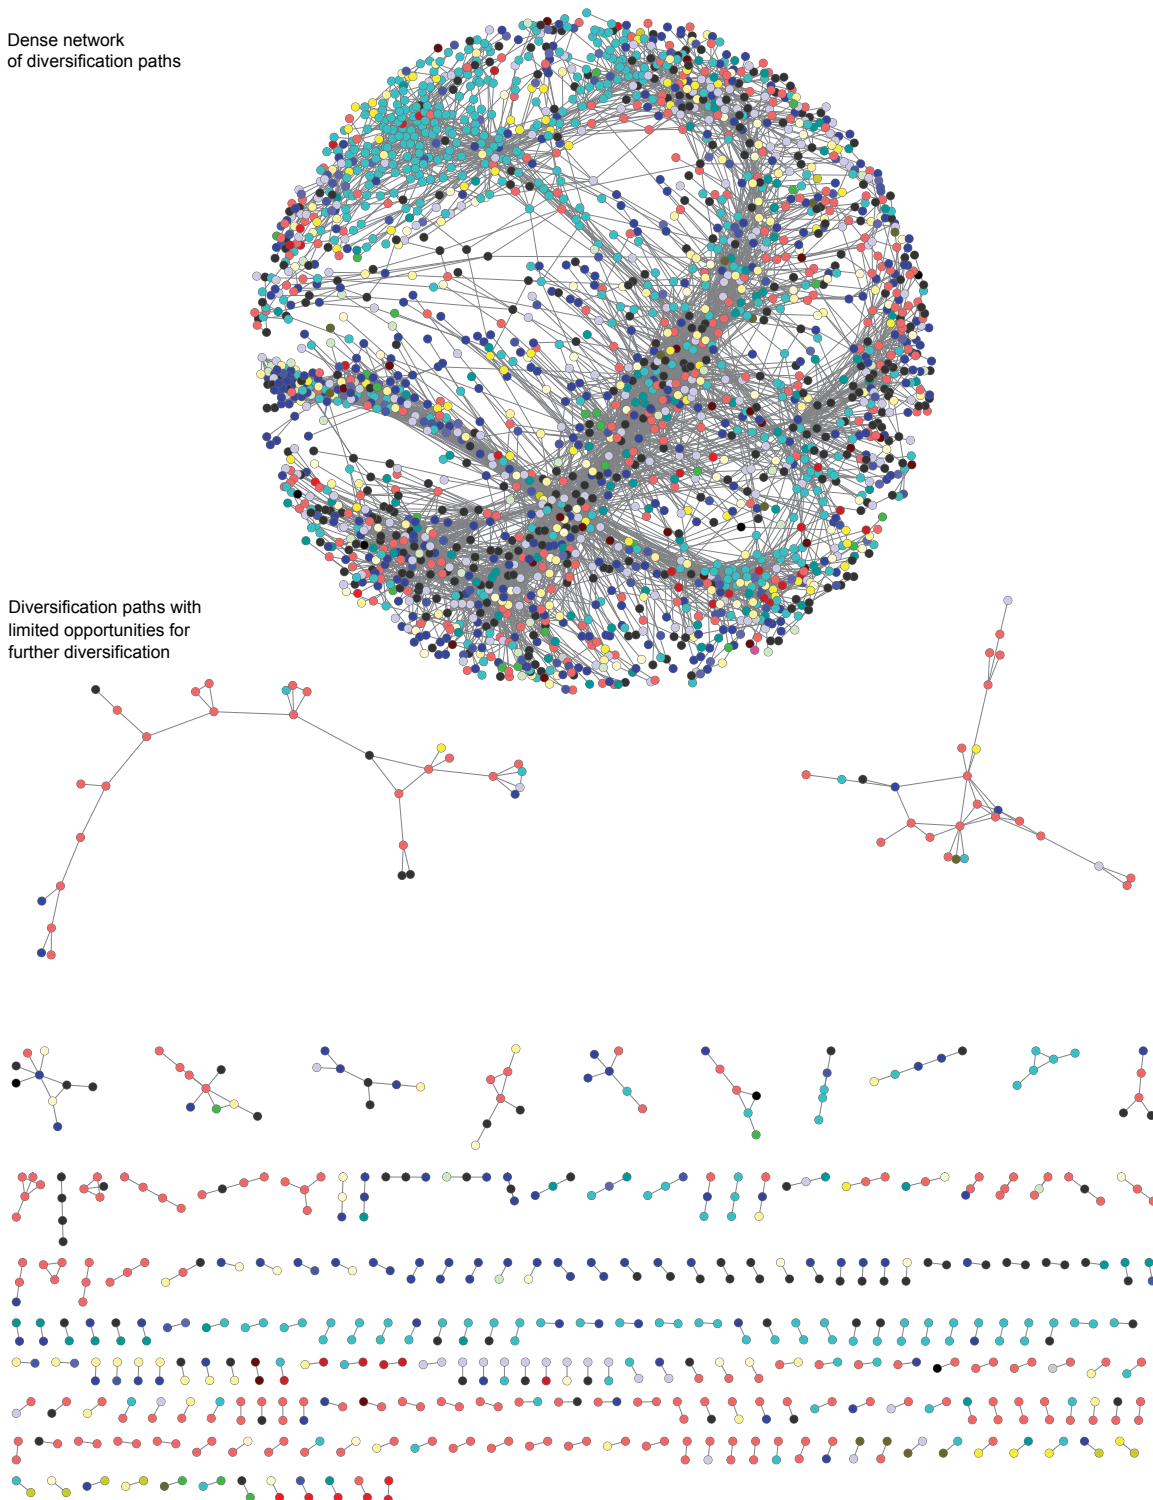 Dense network
of diversification paths
Diversification paths with
limited opportunities for
further diversification